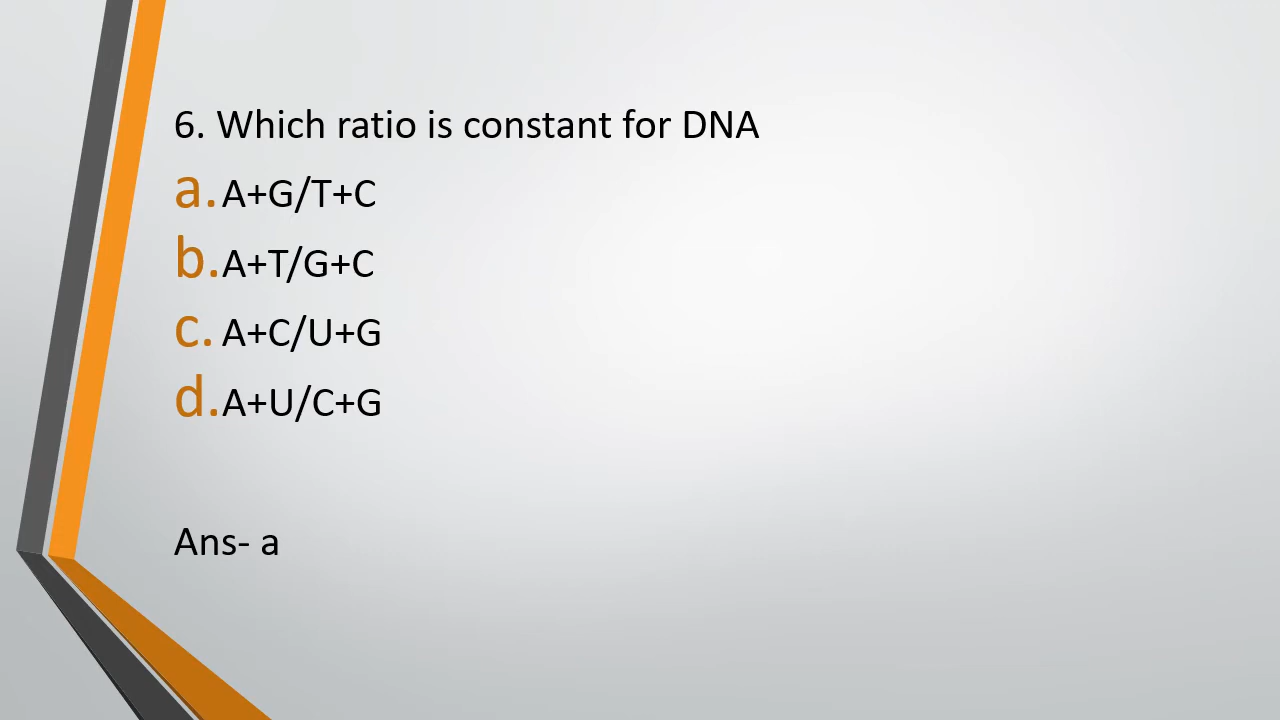 6. Which ratio is constant for DNA
a. A+G/T+C
b. A+T/G+C
c. A+C/U+G
d. A+U/C+G
Ans- a